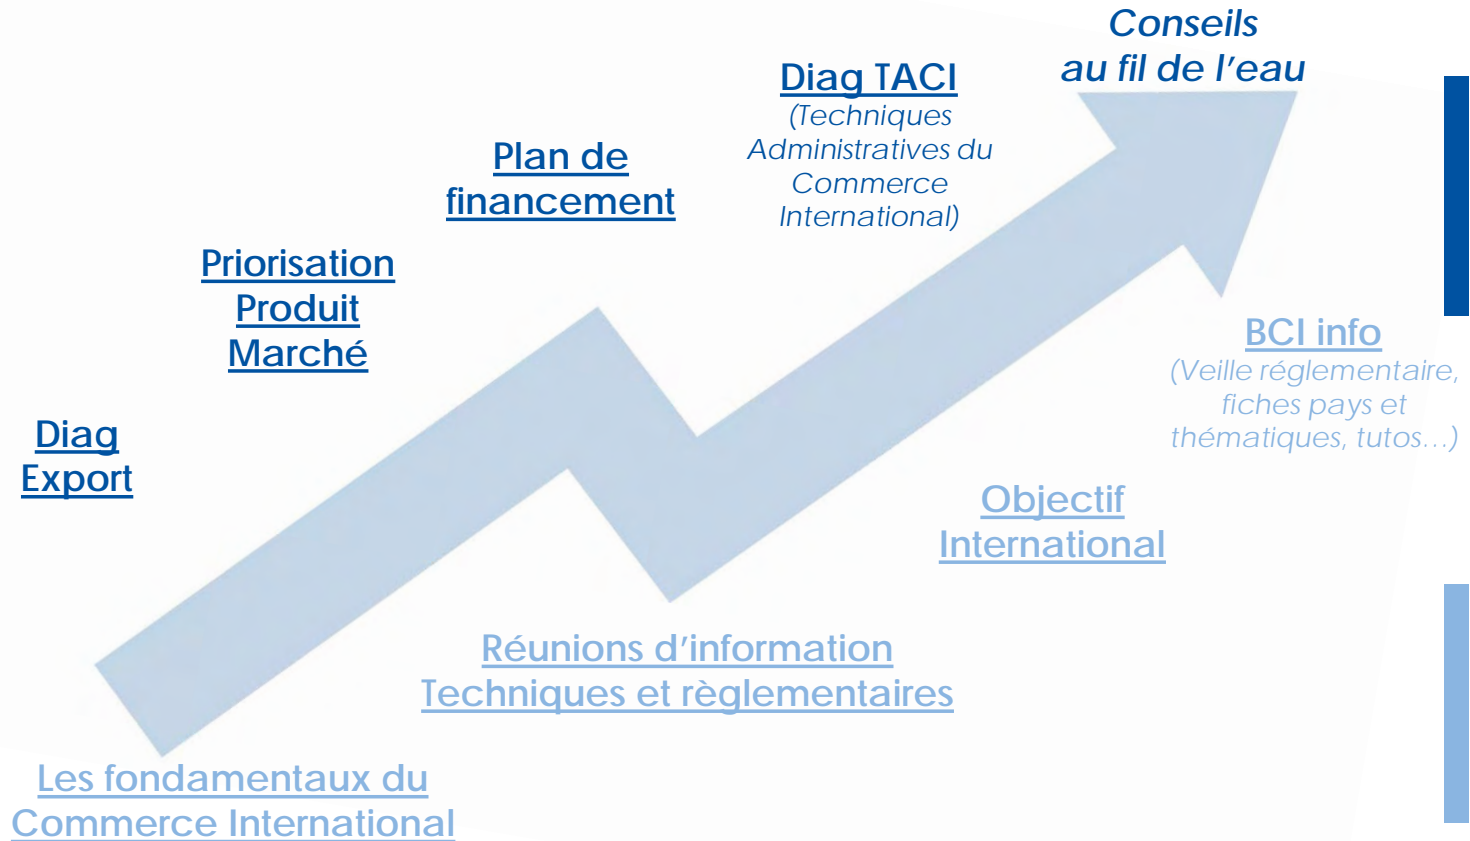 Conseils
au fil de l’eau
Diag TACI
(Techniques
Administratives du
Commerce
International)
Plan de
financement
Priorisation
Produit
Marché
Diag
Export
BCI info
(Veille réglementaire,
fiches pays et
thématiques, tutos…)
Objectif
International
Réunions d’information
Techniques et règlementaires
Les fondamentaux du
Commerce International